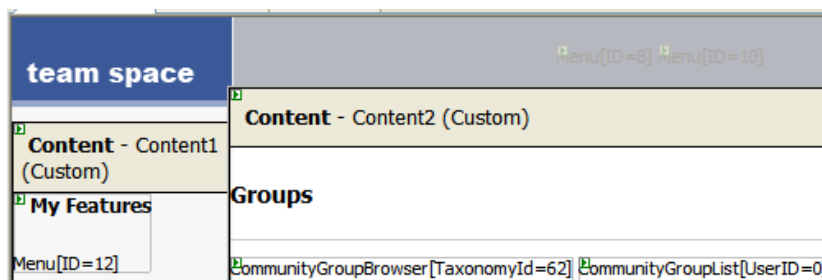 Menu[ID=8] Menu[ID=10]
team space
Content - Content2 (Custom)
Content - Content1
(Custom)
My Features
Menu[ID=12]
Groups
CommunityGroupBrowser[TaxonomyId=62] CommunityGroupList[UserID=0